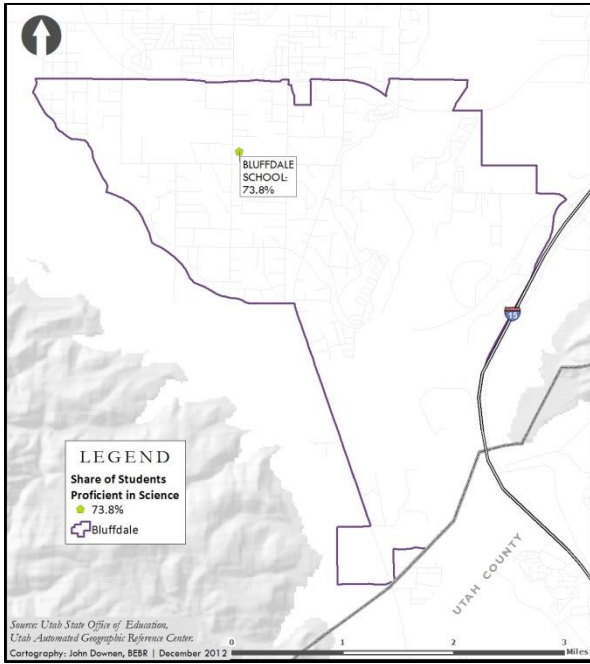 BLUFFDALE
SCHOOL:
73.8%
15
LEGEND
Share of Students
Proficient in Science
73.8%
Bluffdale
UTAH COUNTY
Source: Utah State Office of Education,
Utah Automated Geographic Reference Center.
Cartography: John Downen, BEBR | December 2012
0 1 2 3
Miles